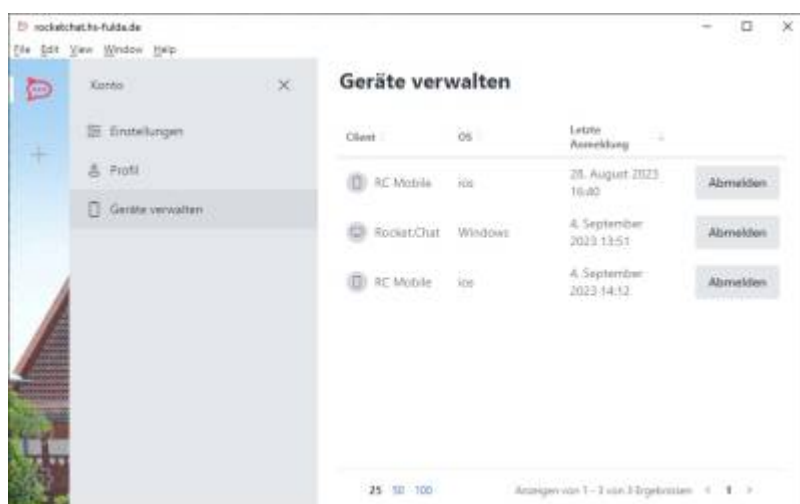 rocketchat.hs-fulda.de
File Edit View Window Help
Konto
Einstellungen
Profil
Geräte verwalten
Geräte verwalten
Client OS Letzte
Anmeldung
RC Mobile ios 28. August 2023
16:40 Abmelden
Rocket.Chat Windows 4. September
2023 13:51 Abmelden
RC Mobile ios 4. September
2023 14:12 Abmelden
25 50 100 Anzeigen von 1 - 3 von 3 Ergebnissen 1